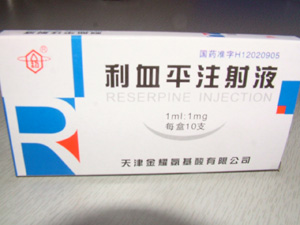 国药准字H12020905
利血平注射液
RESERPINE INJECTION
1ml:1mg
每盒10支
天津金耀氨基酸有限公司